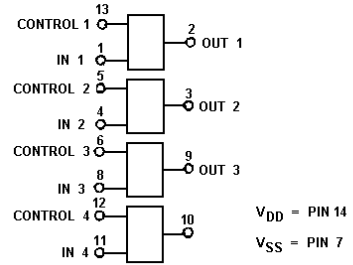 13
CONTROL 1
2
OUT 1
1
IN 1
5
CONTROL 2
3
OUT 2
4
IN 2
6
CONTROL 3
9
OUT 3
8
IN 3
12
CONTROL 4
10
11
IN 4
VDD = PIN 14
VSS = PIN 7